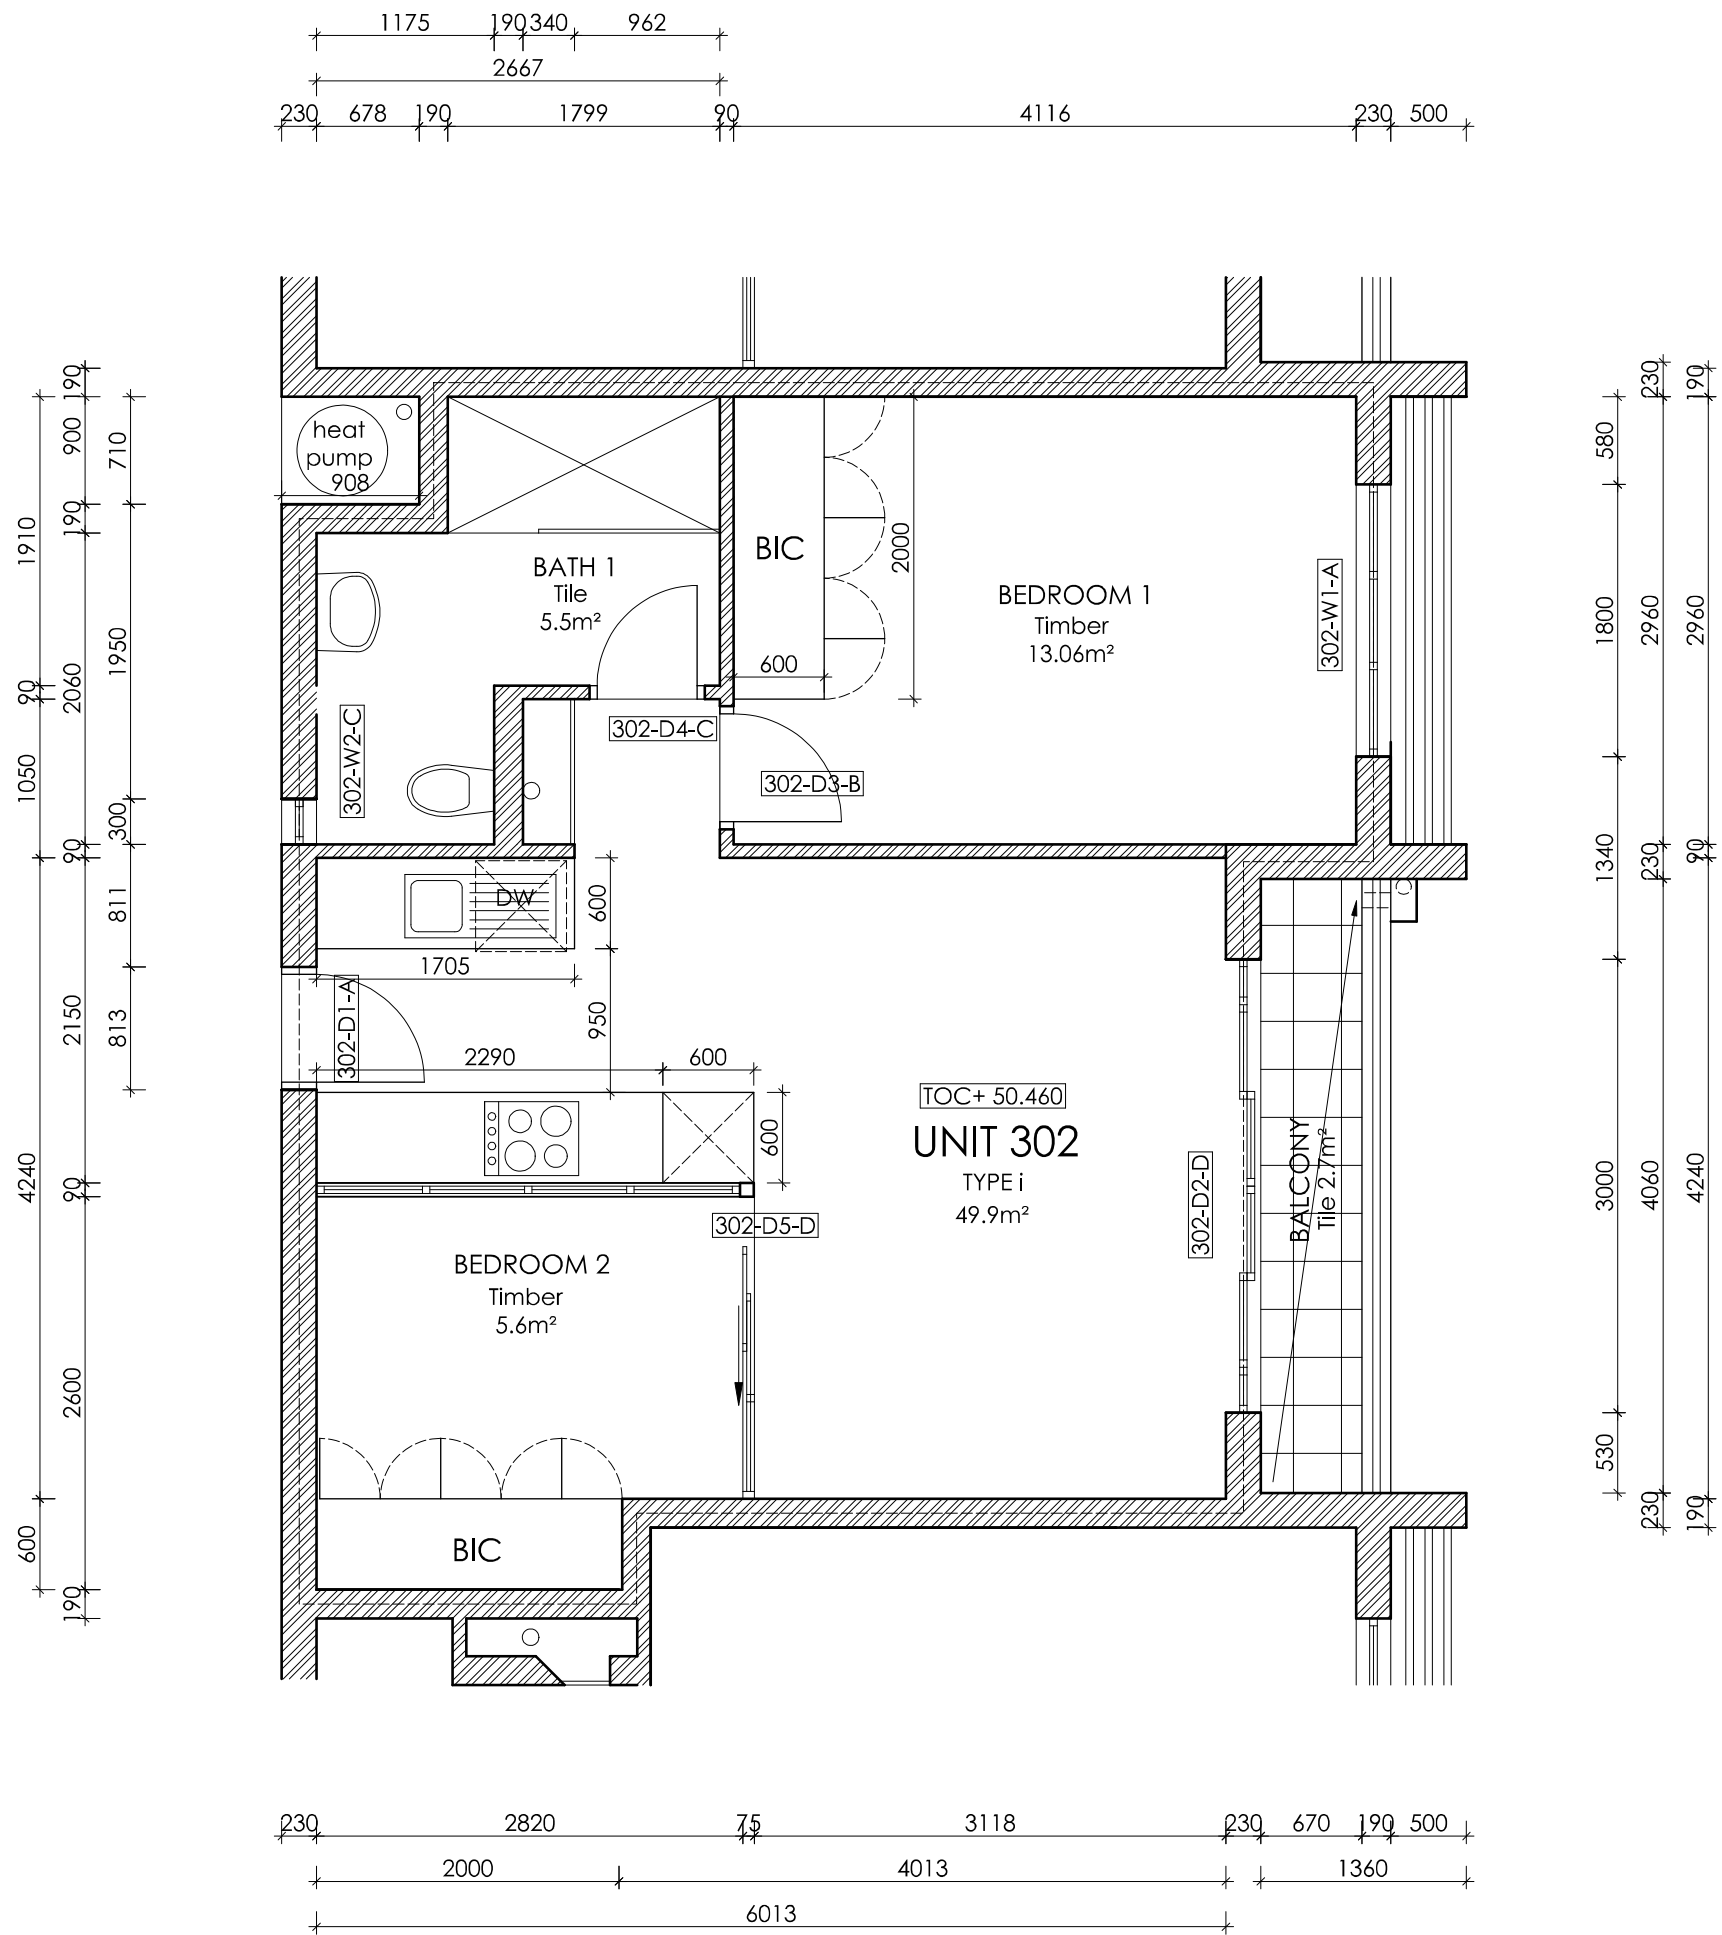 1175 190 340 962
2667
230 678 190 1799 90 4116 230 500
190 900 190 2060 90 2150 90 2600 190
1910 90 1050 4240 600
710 1950 300 811 813
heat
pump
908
BATH 1
Tile
5.5m²
BIC
2000
600
BEDROOM 1
Timber
13.06m²
302-W1-A
302-W2-C
302-D4-C
302-D3-B
DW
600
1705
950
302-D1-A
2290 600
600
TOC+ 50.460
UNIT 302
TYPE i
49.9m²
302-D2-D
BALCONY
Tile 2.7m²
302-D5-D
BEDROOM 2
Timber
5.6m²
BIC
580 1800 1340 3000 530
230 2960 230 4060 230
190 2960 90 4240 190
230 2820 75 3118 230 670 190 500
2000 4013 1360
6013